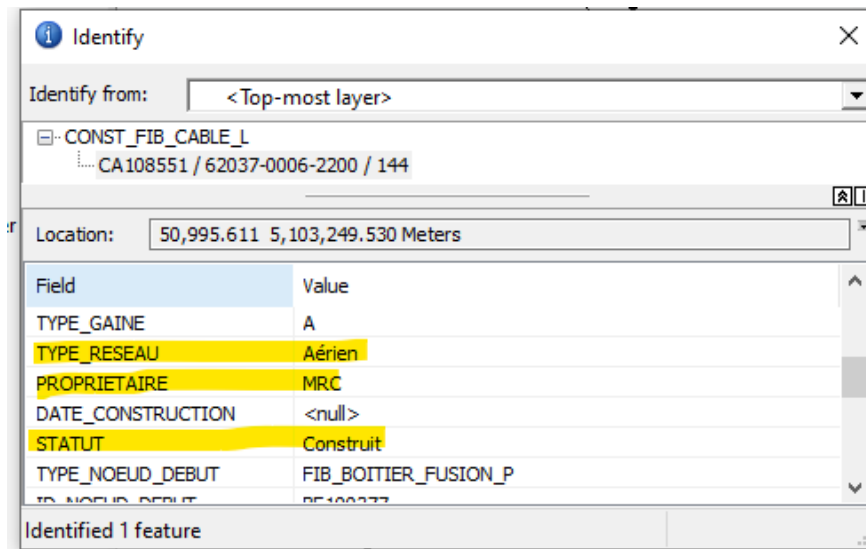 Identify
Identify from: <Top-most layer>
CONST_FIB_CABLE_L
CA108551 / 62037-0006-2200 / 144
Location: 50,995.611 5,103,249.530 Meters
Field Value
TYPE_GAINE A
TYPE_RESEAU Aérien
PROPRIETAIRE MRC
DATE_CONSTRUCTION <null>
STATUT Construit
TYPE_NOEUD_DEBUT FIB_BOITIER_FUSION_P
Identified 1 feature